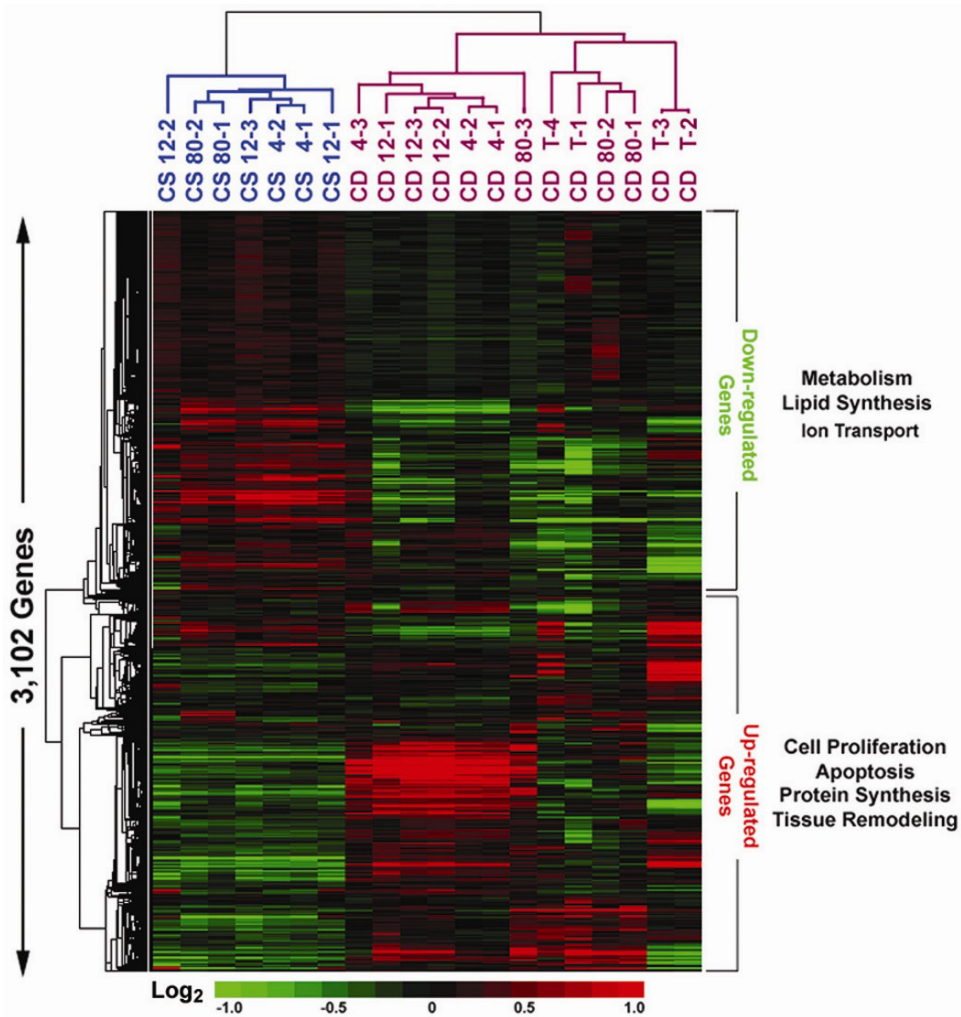 CS 12-2
CS 80-2
CS 80-1
CS 12-3
CS 4-2
CS 4-1
CS 12-1
CD 4-3
CD 12-1
CD 12-3
CD 12-2
CD 4-2
CD 4-1
CD 80-3
CD T-4
CD T-1
CD 80-2
CD 80-1
CD T-3
CD T-2
3,102 Genes
Down-regulated
Genes
Metabolism
Lipid Synthesis
Ion Transport
Up-regulated
Genes
Cell Proliferation
Apoptosis
Protein Synthesis
Tissue Remodeling
Log₂
-1.0 -0.5 0 0.5 1.0